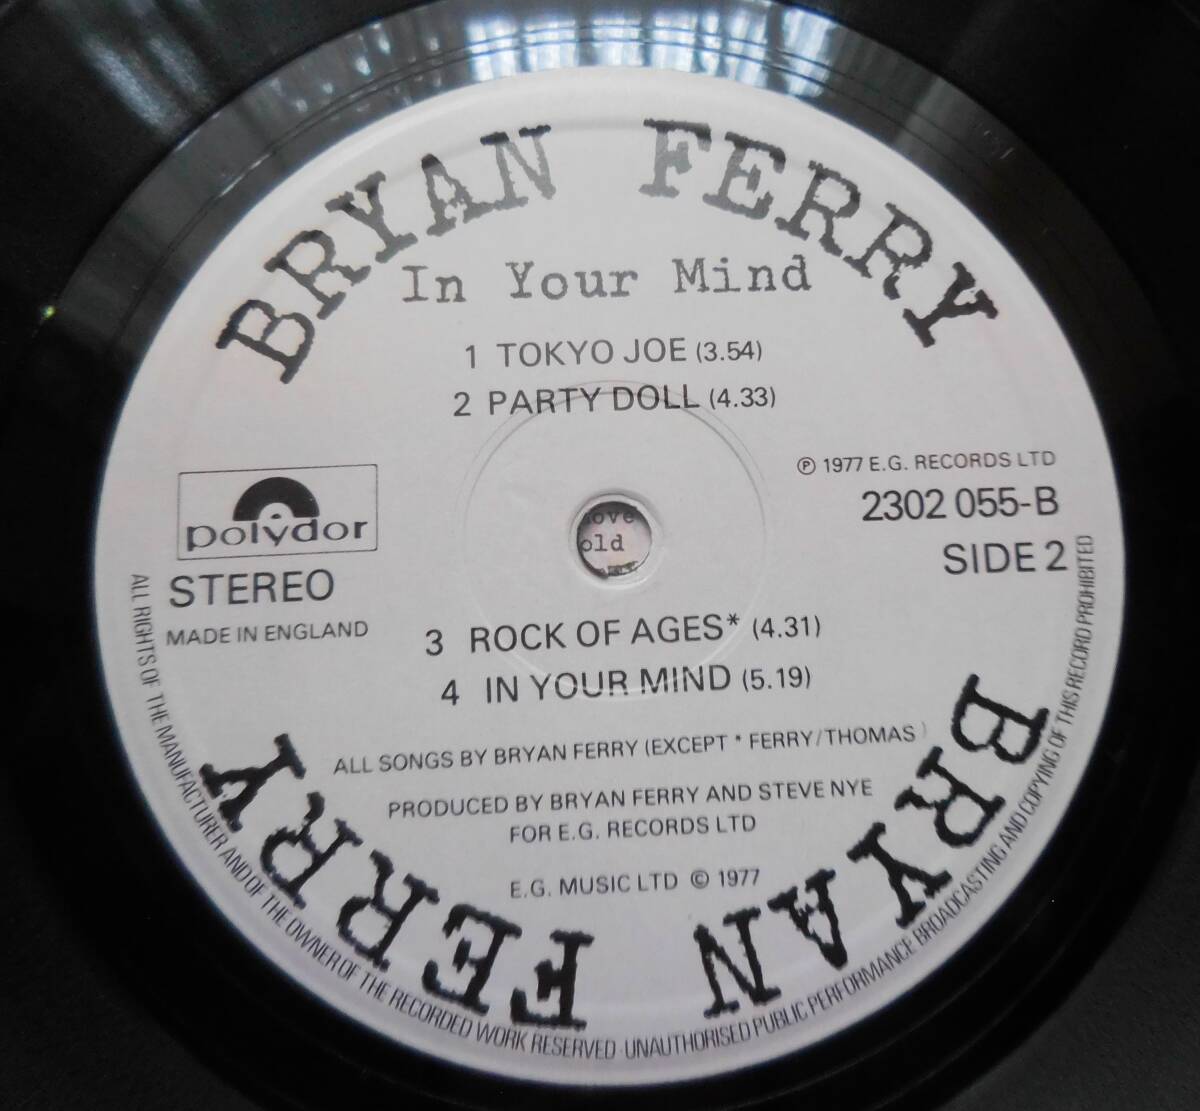 BRYAN FERRY
In Your Mind
1 TOKYO JOE (3.54)
2 PARTY DOLL (4.33)
℗ 1977 E.G. RECORDS LTD
2302 055-B
SIDE 2
polydor
STEREO
MADE IN ENGLAND
old
3 ROCK OF AGES* (4.31)
4 IN YOUR MIND (5.19)
ALL SONGS BY BRYAN FERRY (EXCEPT * FERRY/THOMAS )
PRODUCED BY BRYAN FERRY AND STEVE NYE
FOR E.G. RECORDS LTD
E.G. MUSIC LTD © 1977
BRYAN FERRY
ALL RIGHTS OF THE MANUFACTURER AND OF THE OWNER OF THE RECORDED WORK RESERVED · UNAUTHORISED PUBLIC PERFORMANCE BROADCASTING AND COPYING OF THIS RECORD PROHIBITED